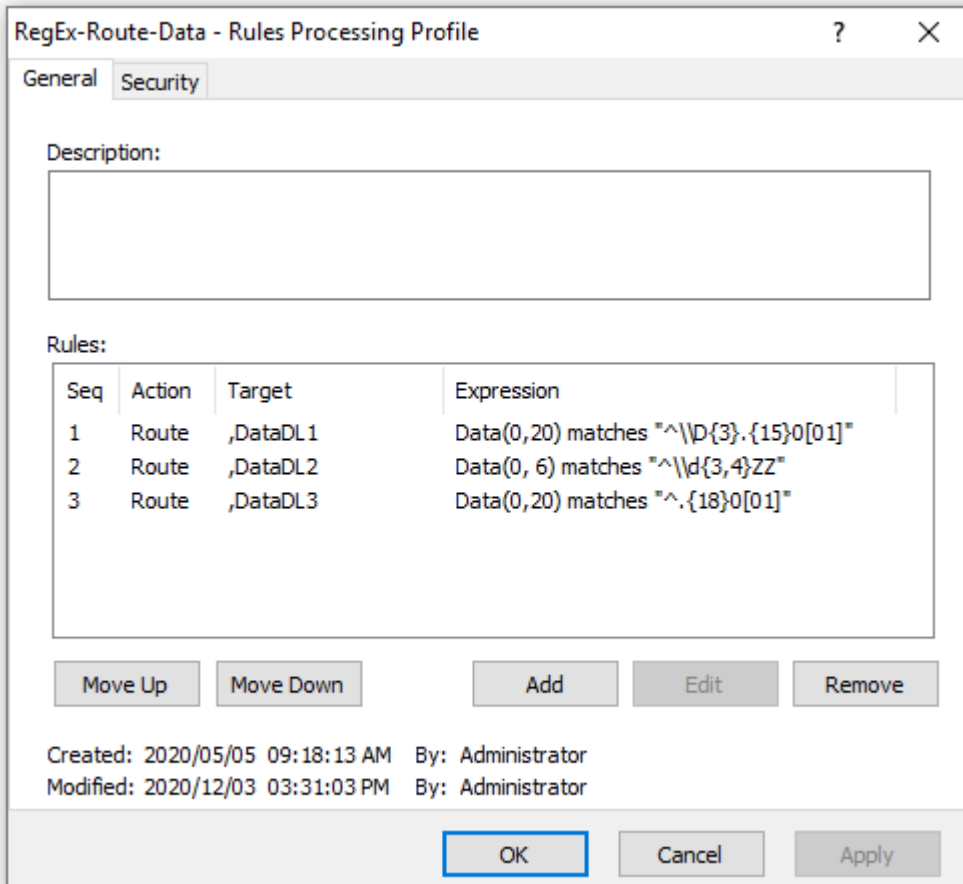 RegEx-Route-Data - Rules Processing Profile ? ×
General Security
Description:
Rules:
Seq Action Target Expression
1 Route ,DataDL1 Data(0,20) matches "^\\D{3}.{15}0[01]"
2 Route ,DataDL2 Data(0, 6) matches "^\\d{3,4}ZZ"
3 Route ,DataDL3 Data(0,20) matches "^.{18}0[01]"
Move Up Move Down Add Edit Remove
Created: 2020/05/05 09:18:13 AM By: Administrator
Modified: 2020/12/03 03:31:03 PM By: Administrator
OK Cancel Apply